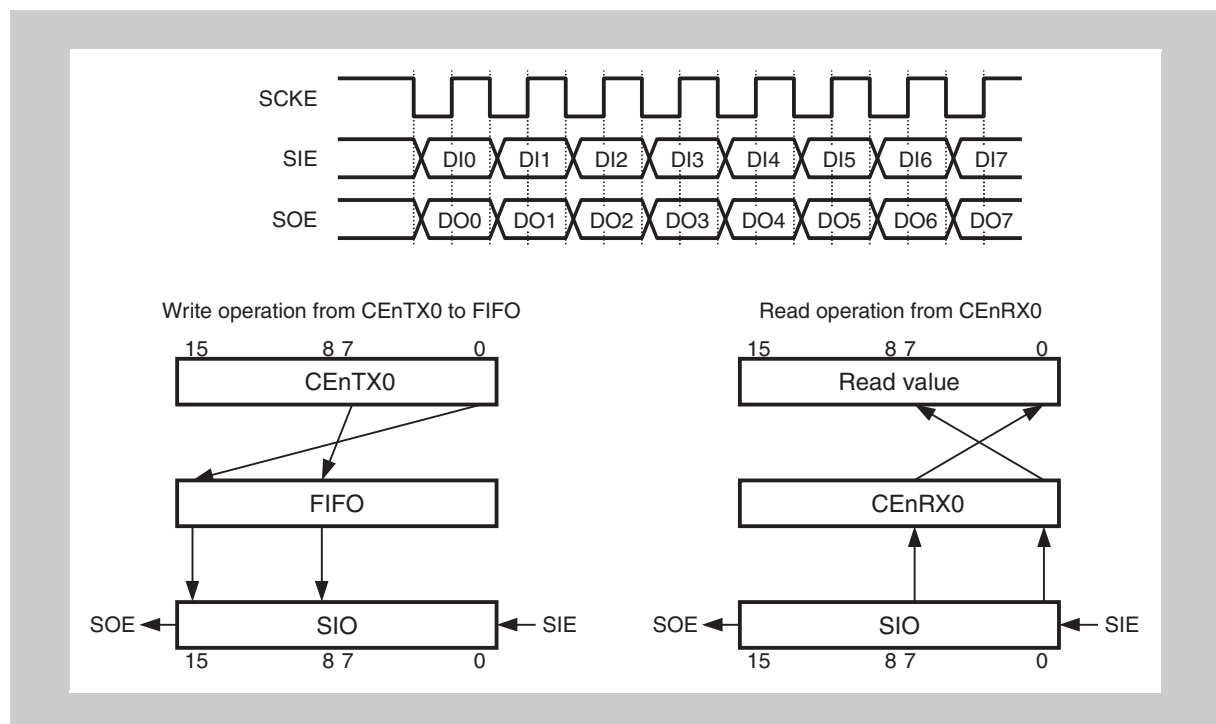 SCKE
SIE DI0 DI1 DI2 DI3 DI4 DI5 DI6 DI7
SOE DO0 DO1 DO2 DO3 DO4 DO5 DO6 DO7
Write operation from CEnTX0 to FIFO
15 8 7 0
CEnTX0
FIFO
SOE SIO SIE
15 8 7 0
Read operation from CEnRX0
15 8 7 0
Read value
CEnRX0
SOE SIO SIE
15 8 7 0